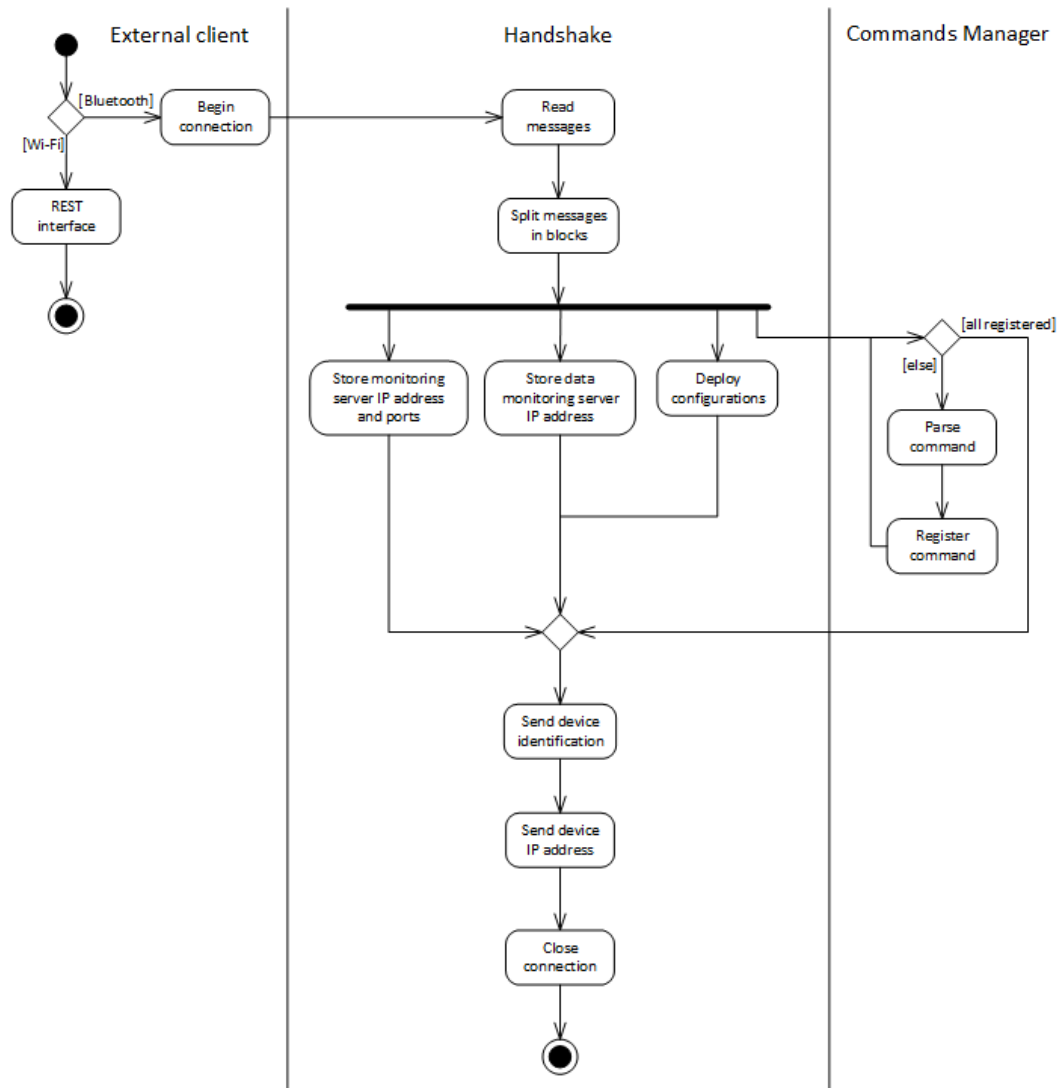 External client
Handshake
Commands Manager
[Bluetooth]
Begin
connection
Read
messages
[Wi-Fi]
REST
interface
Split messages
in blocks
[all registered]
[else]
Store monitoring
server IP address
and ports
Store data
monitoring server
IP address
Deploy
configurations
Parse
command
Register
command
Send device
identification
Send device
IP address
Close
connection